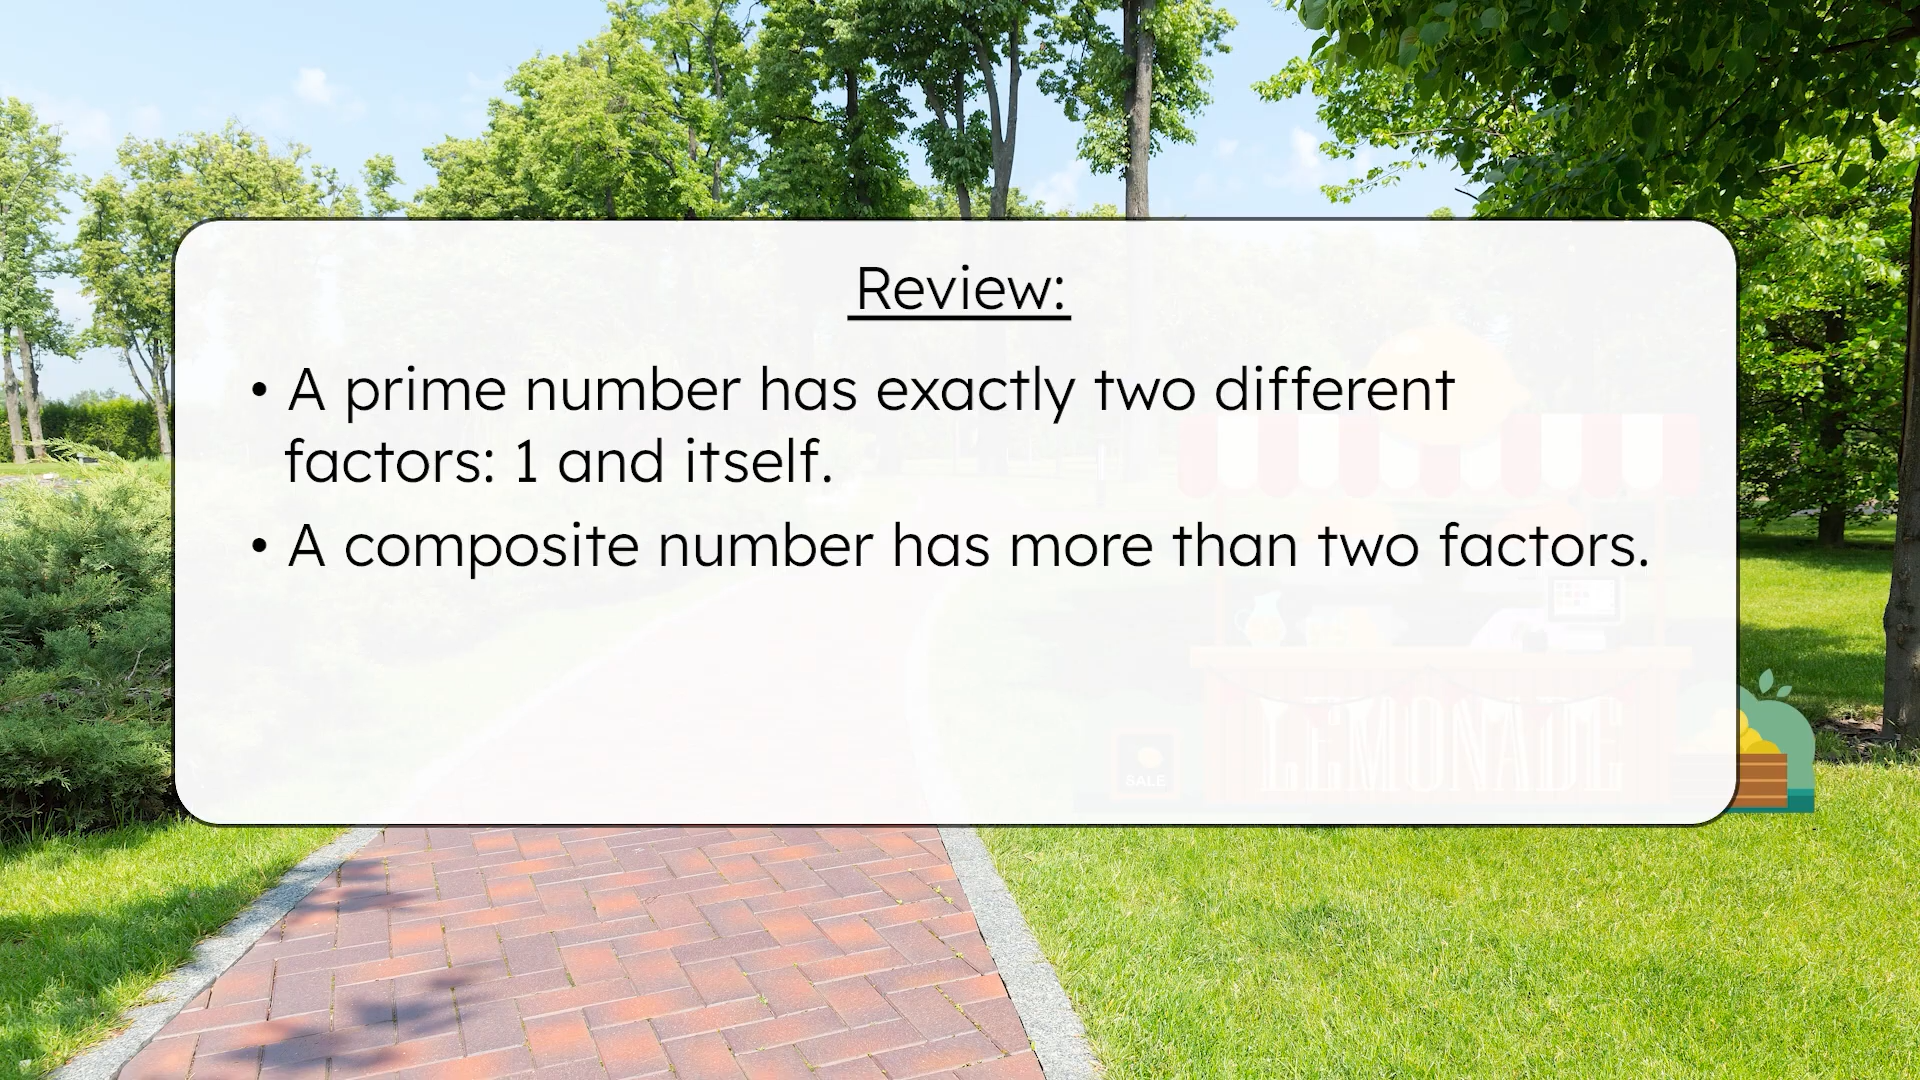 Review:
• A prime number has exactly two different
factors: 1 and itself.
• A composite number has more than two factors.
SALE
LEMONADE